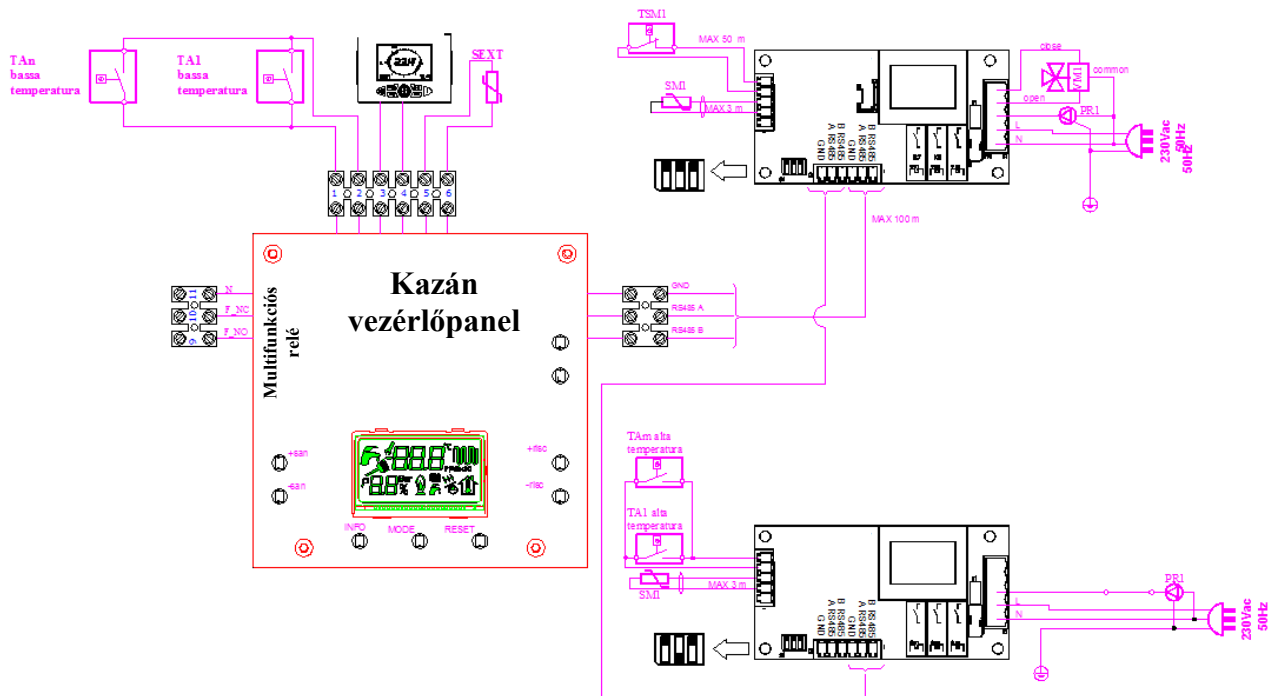 TAn
bassa
temperatura
TA1
bassa
temperatura
SEXT
1
2
3
4
5
6
Kazán
vezérlőpanel
Multifunkciós
relé
11
10
9
N
F_NC
F_NO
GND
RS485 A
RS485 B
+san
-san
+risc
-risc
INFO
MODE
RESET
TSM1
MAX 50 m
SM1
MAX 3 m
B RS485
A RS485
GND
B RS485
A RS485
GND
close
common
open
VM1
PR1
L
N
230Vac
50Hz
50Hz
MAX 100 m
TAm alta
temperatura
TA1 alta
temperatura
SM1
MAX 3 m
B RS485
A RS485
GND
B RS485
A RS485
GND
PR1
L
N
230Vac
50Hz